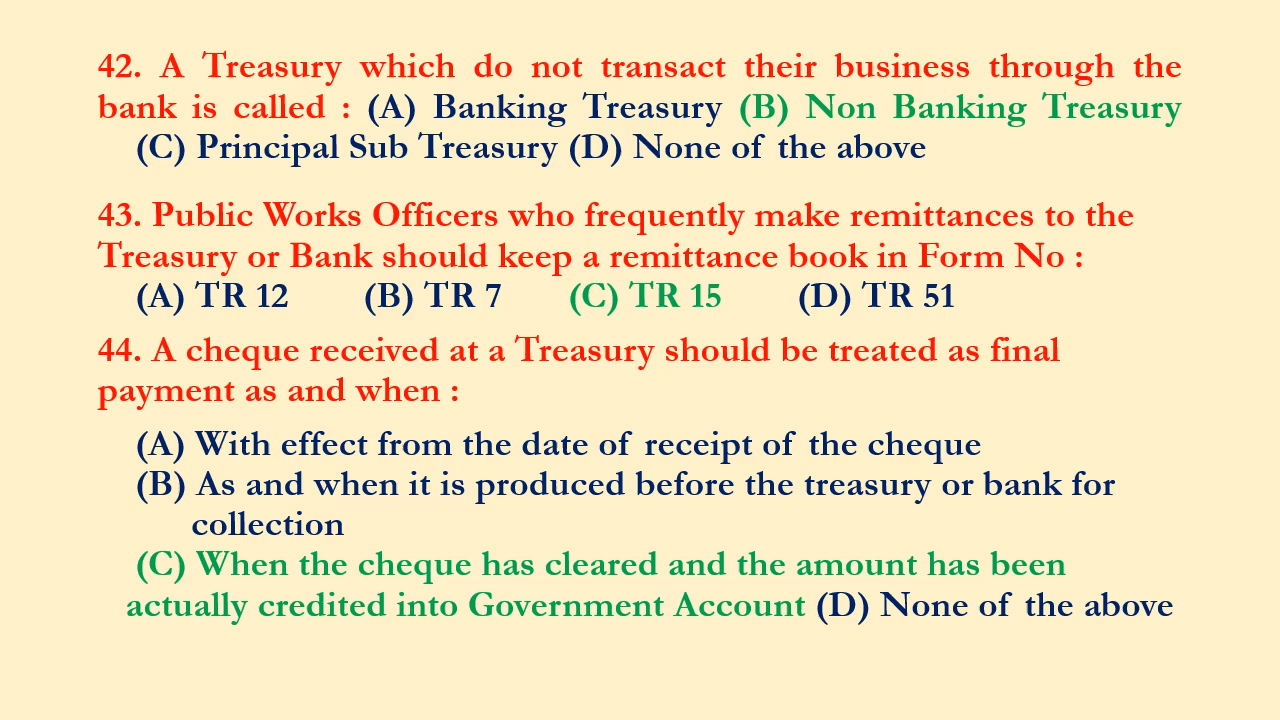 42. A Treasury which do not transact their business through the
bank is called : (A) Banking Treasury (B) Non Banking Treasury
(C) Principal Sub Treasury (D) None of the above
43. Public Works Officers who frequently make remittances to the
Treasury or Bank should keep a remittance book in Form No :
(A) TR 12 (B) TR 7 (C) TR 15 (D) TR 51
44. A cheque received at a Treasury should be treated as final
payment as and when :
(A) With effect from the date of receipt of the cheque
(B) As and when it is produced before the treasury or bank for
collection
(C) When the cheque has cleared and the amount has been
actually credited into Government Account (D) None of the above